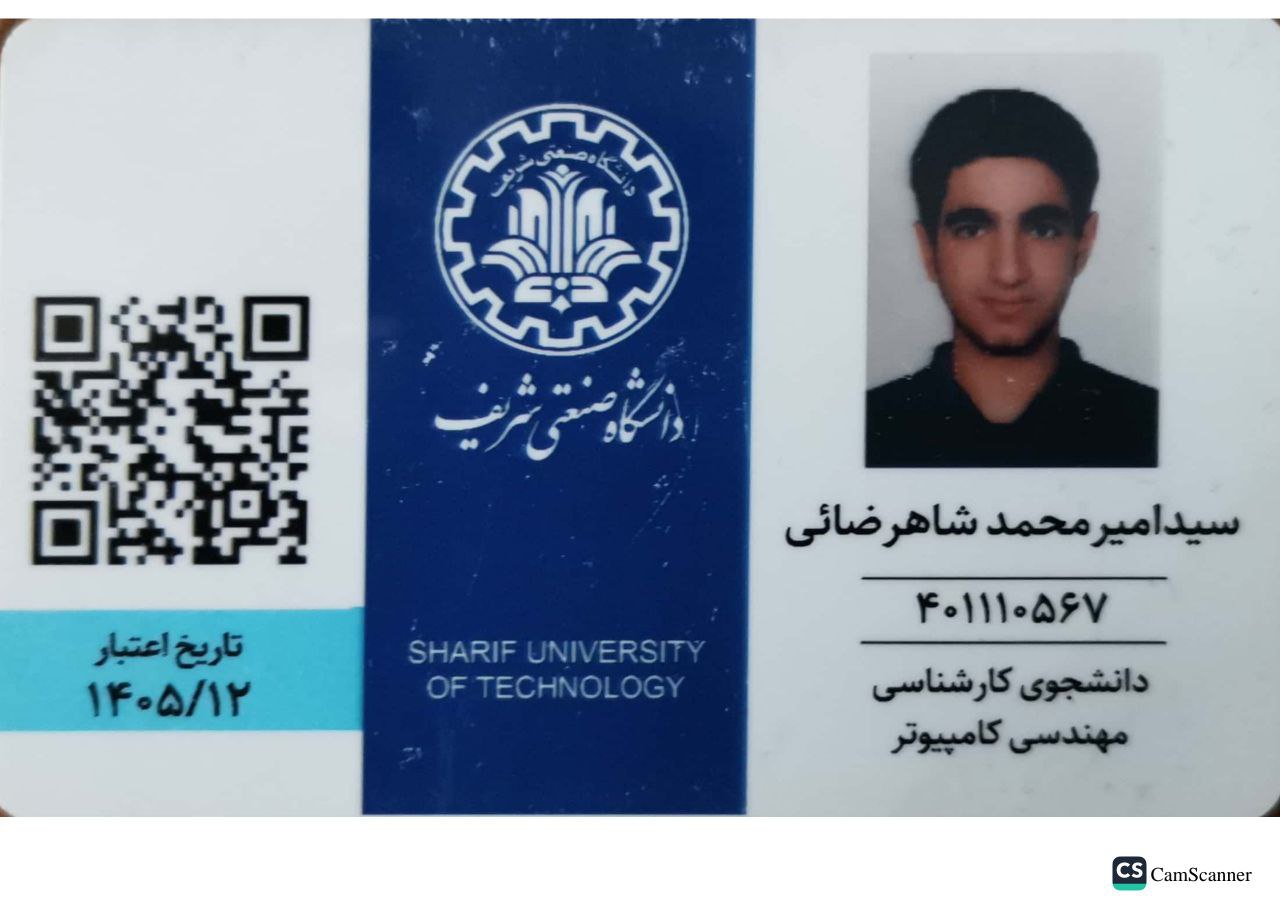 دانشگاه صنعتی شریف
دانشگاه صنعتی شریف
SHARIF UNIVERSITY
OF TECHNOLOGY
سیدامیرمحمد شاهرضائی
۴۰۱۱۱۰۵۶۷
دانشجوی کارشناسی
مهندسی کامپیوتر
تاریخ اعتبار
۱۴۰۵/۱۲
CS CamScanner